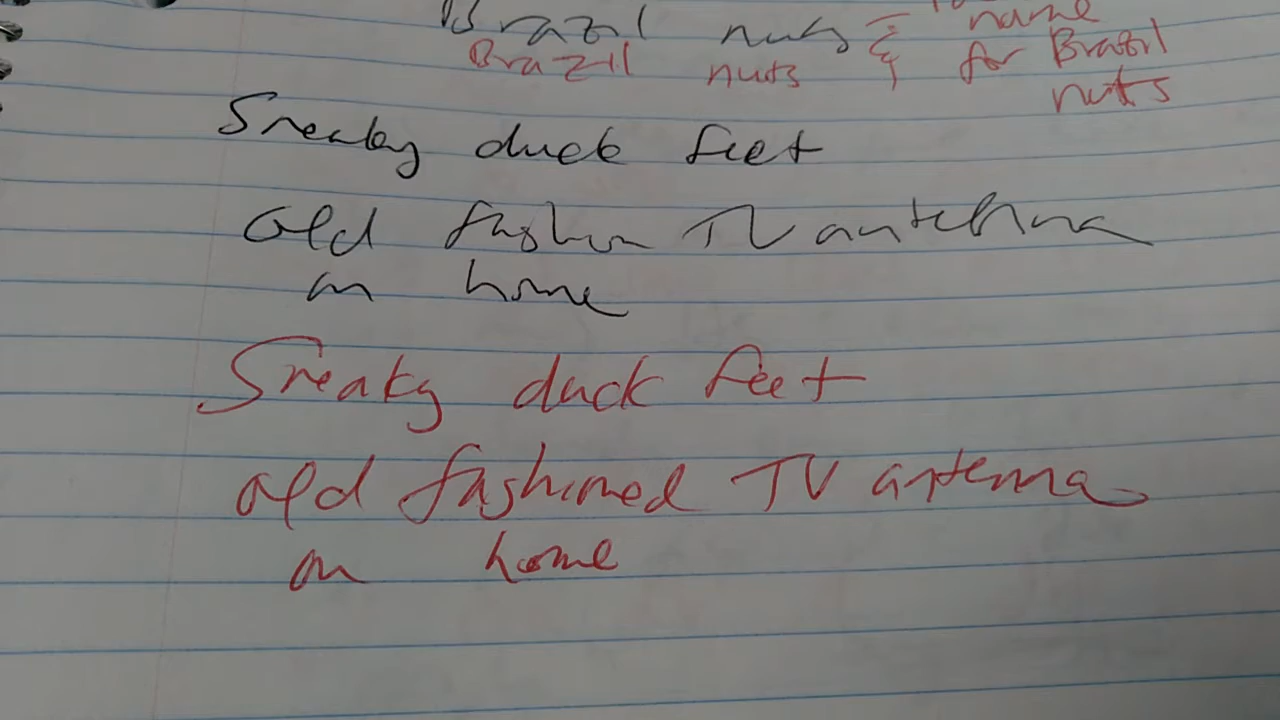 Brazil nuts & name
Brazil nuts for Brazil
nuts
Sneaky duck feet
old fashion TV antenna
on home
Sneaky duck feet
old fashioned TV antenna
on home